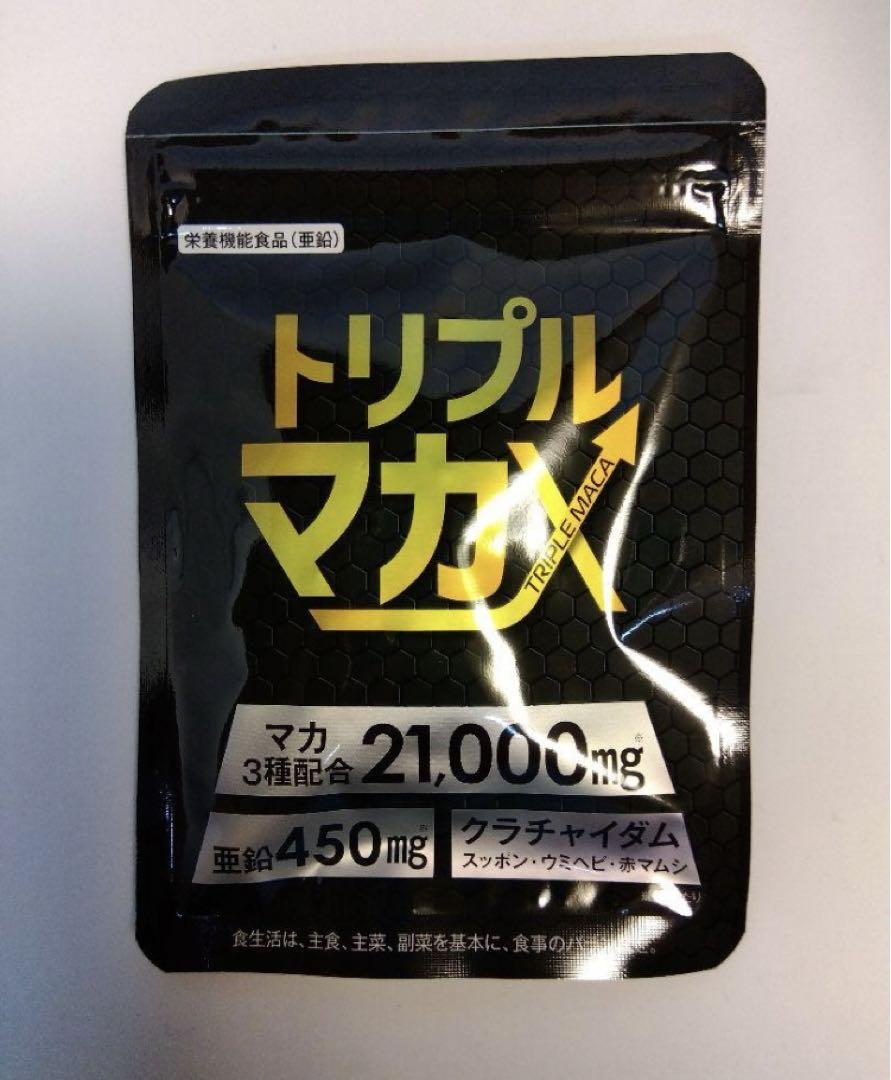 栄養機能食品(亜鉛)
トリプル
マカX
TRIPLE MACA
マカ
3種配合 21,000mg※
亜鉛450mg※
クラチャイダム
スッポン・ウミヘビ・赤マムシ
食生活は、主食、主菜、副菜を基本に、食事のバ